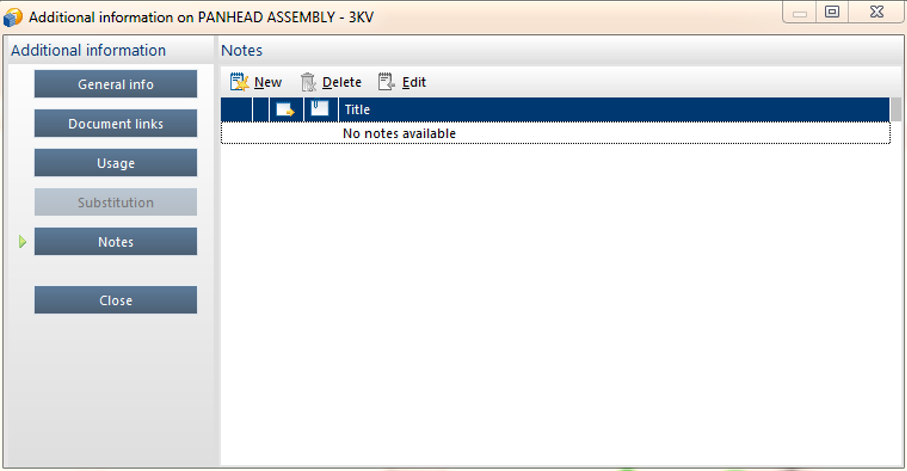 Additional information on PANHEAD ASSEMBLY - 3KV
Additional information
General info
Document links
Usage
Substitution
Notes
Close
Notes
New Delete Edit
Title
No notes available